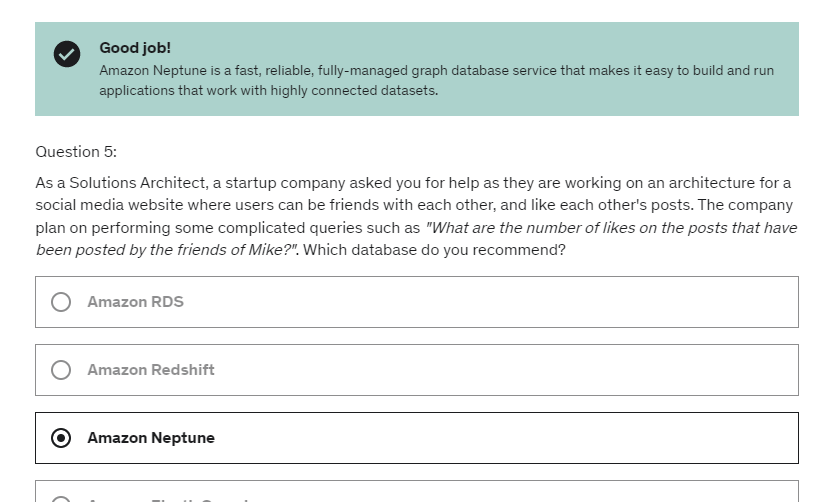 Good job!
Amazon Neptune is a fast, reliable, fully-managed graph database service that makes it easy to build and run
applications that work with highly connected datasets.
Question 5:
As a Solutions Architect, a startup company asked you for help as they are working on an architecture for a
social media website where users can be friends with each other, and like each other's posts. The company
plan on performing some complicated queries such as "What are the number of likes on the posts that have
been posted by the friends of Mike?". Which database do you recommend?
Amazon RDS
Amazon Redshift
Amazon Neptune